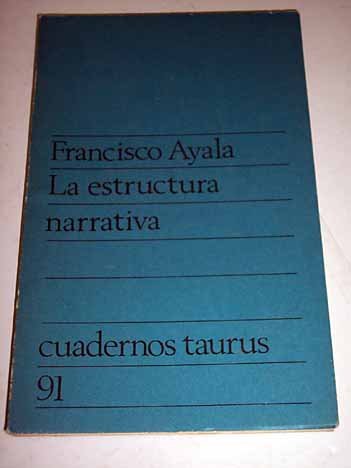 Francisco Ayala
La estructura
narrativa
cuadernos taurus
91